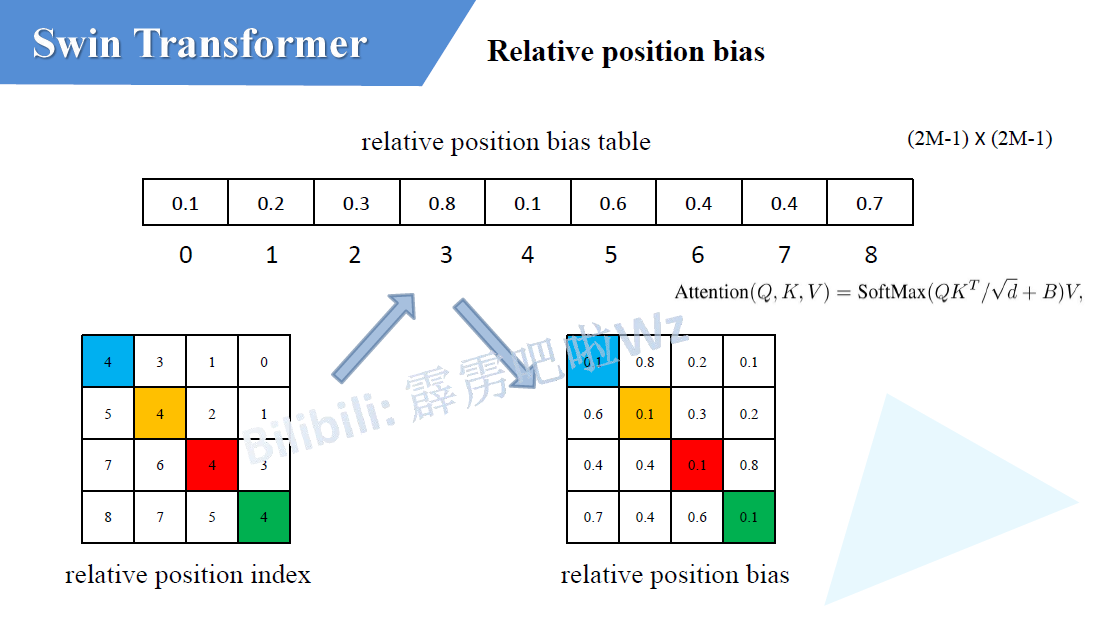 Swin Transformer
Relative position bias
relative position bias table
(2M-1) X (2M-1)
0.1 0.2 0.3 0.8 0.1 0.6 0.4 0.4 0.7
0 1 2 3 4 5 6 7 8
Attention(Q, K, V) = SoftMax(QK^T/√d + B)V,
4 3 1 0
5 4 2 1
7 6 4 3
8 7 5 4
relative position index
0.1 0.8 0.2 0.1
0.6 0.1 0.3 0.2
0.4 0.4 0.1 0.8
0.7 0.4 0.6 0.1
relative position bias
Bilibili: 霹雳吧啦Wz